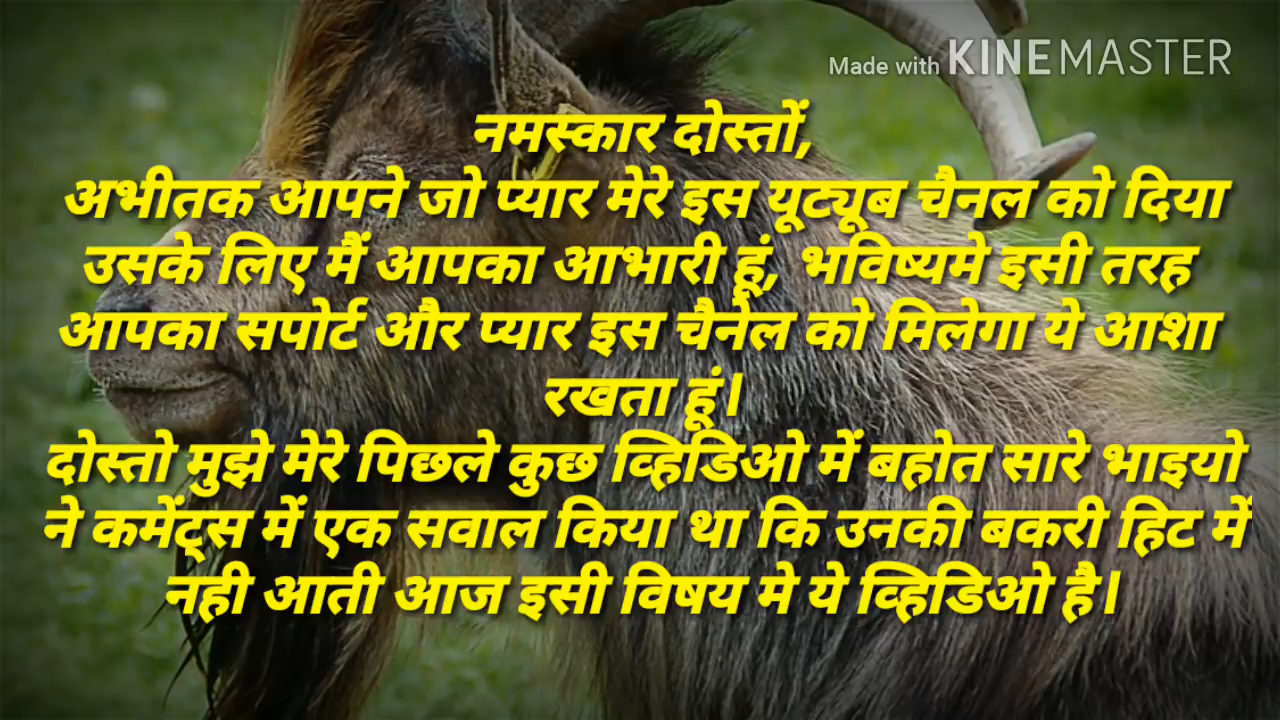 Made with KINEMASTER
नमस्कार दोस्तों,
अभीतक आपने जो प्यार मेरे इस यूट्यूब चैनल को दिया
उसके लिए मैं आपका आभारी हूं, भविष्यमे इसी तरह
आपका सपोर्ट और प्यार इस चैनेल को मिलेगा ये आशा
रखता हूं।
दोस्तो मुझे मेरे पिछले कुछ व्हिडिओ में बहोत सारे भाइयो
ने कमेंट्स में एक सवाल किया था कि उनकी बकरी हिट में
नही आती आज इसी विषय मे ये व्हिडिओ है।